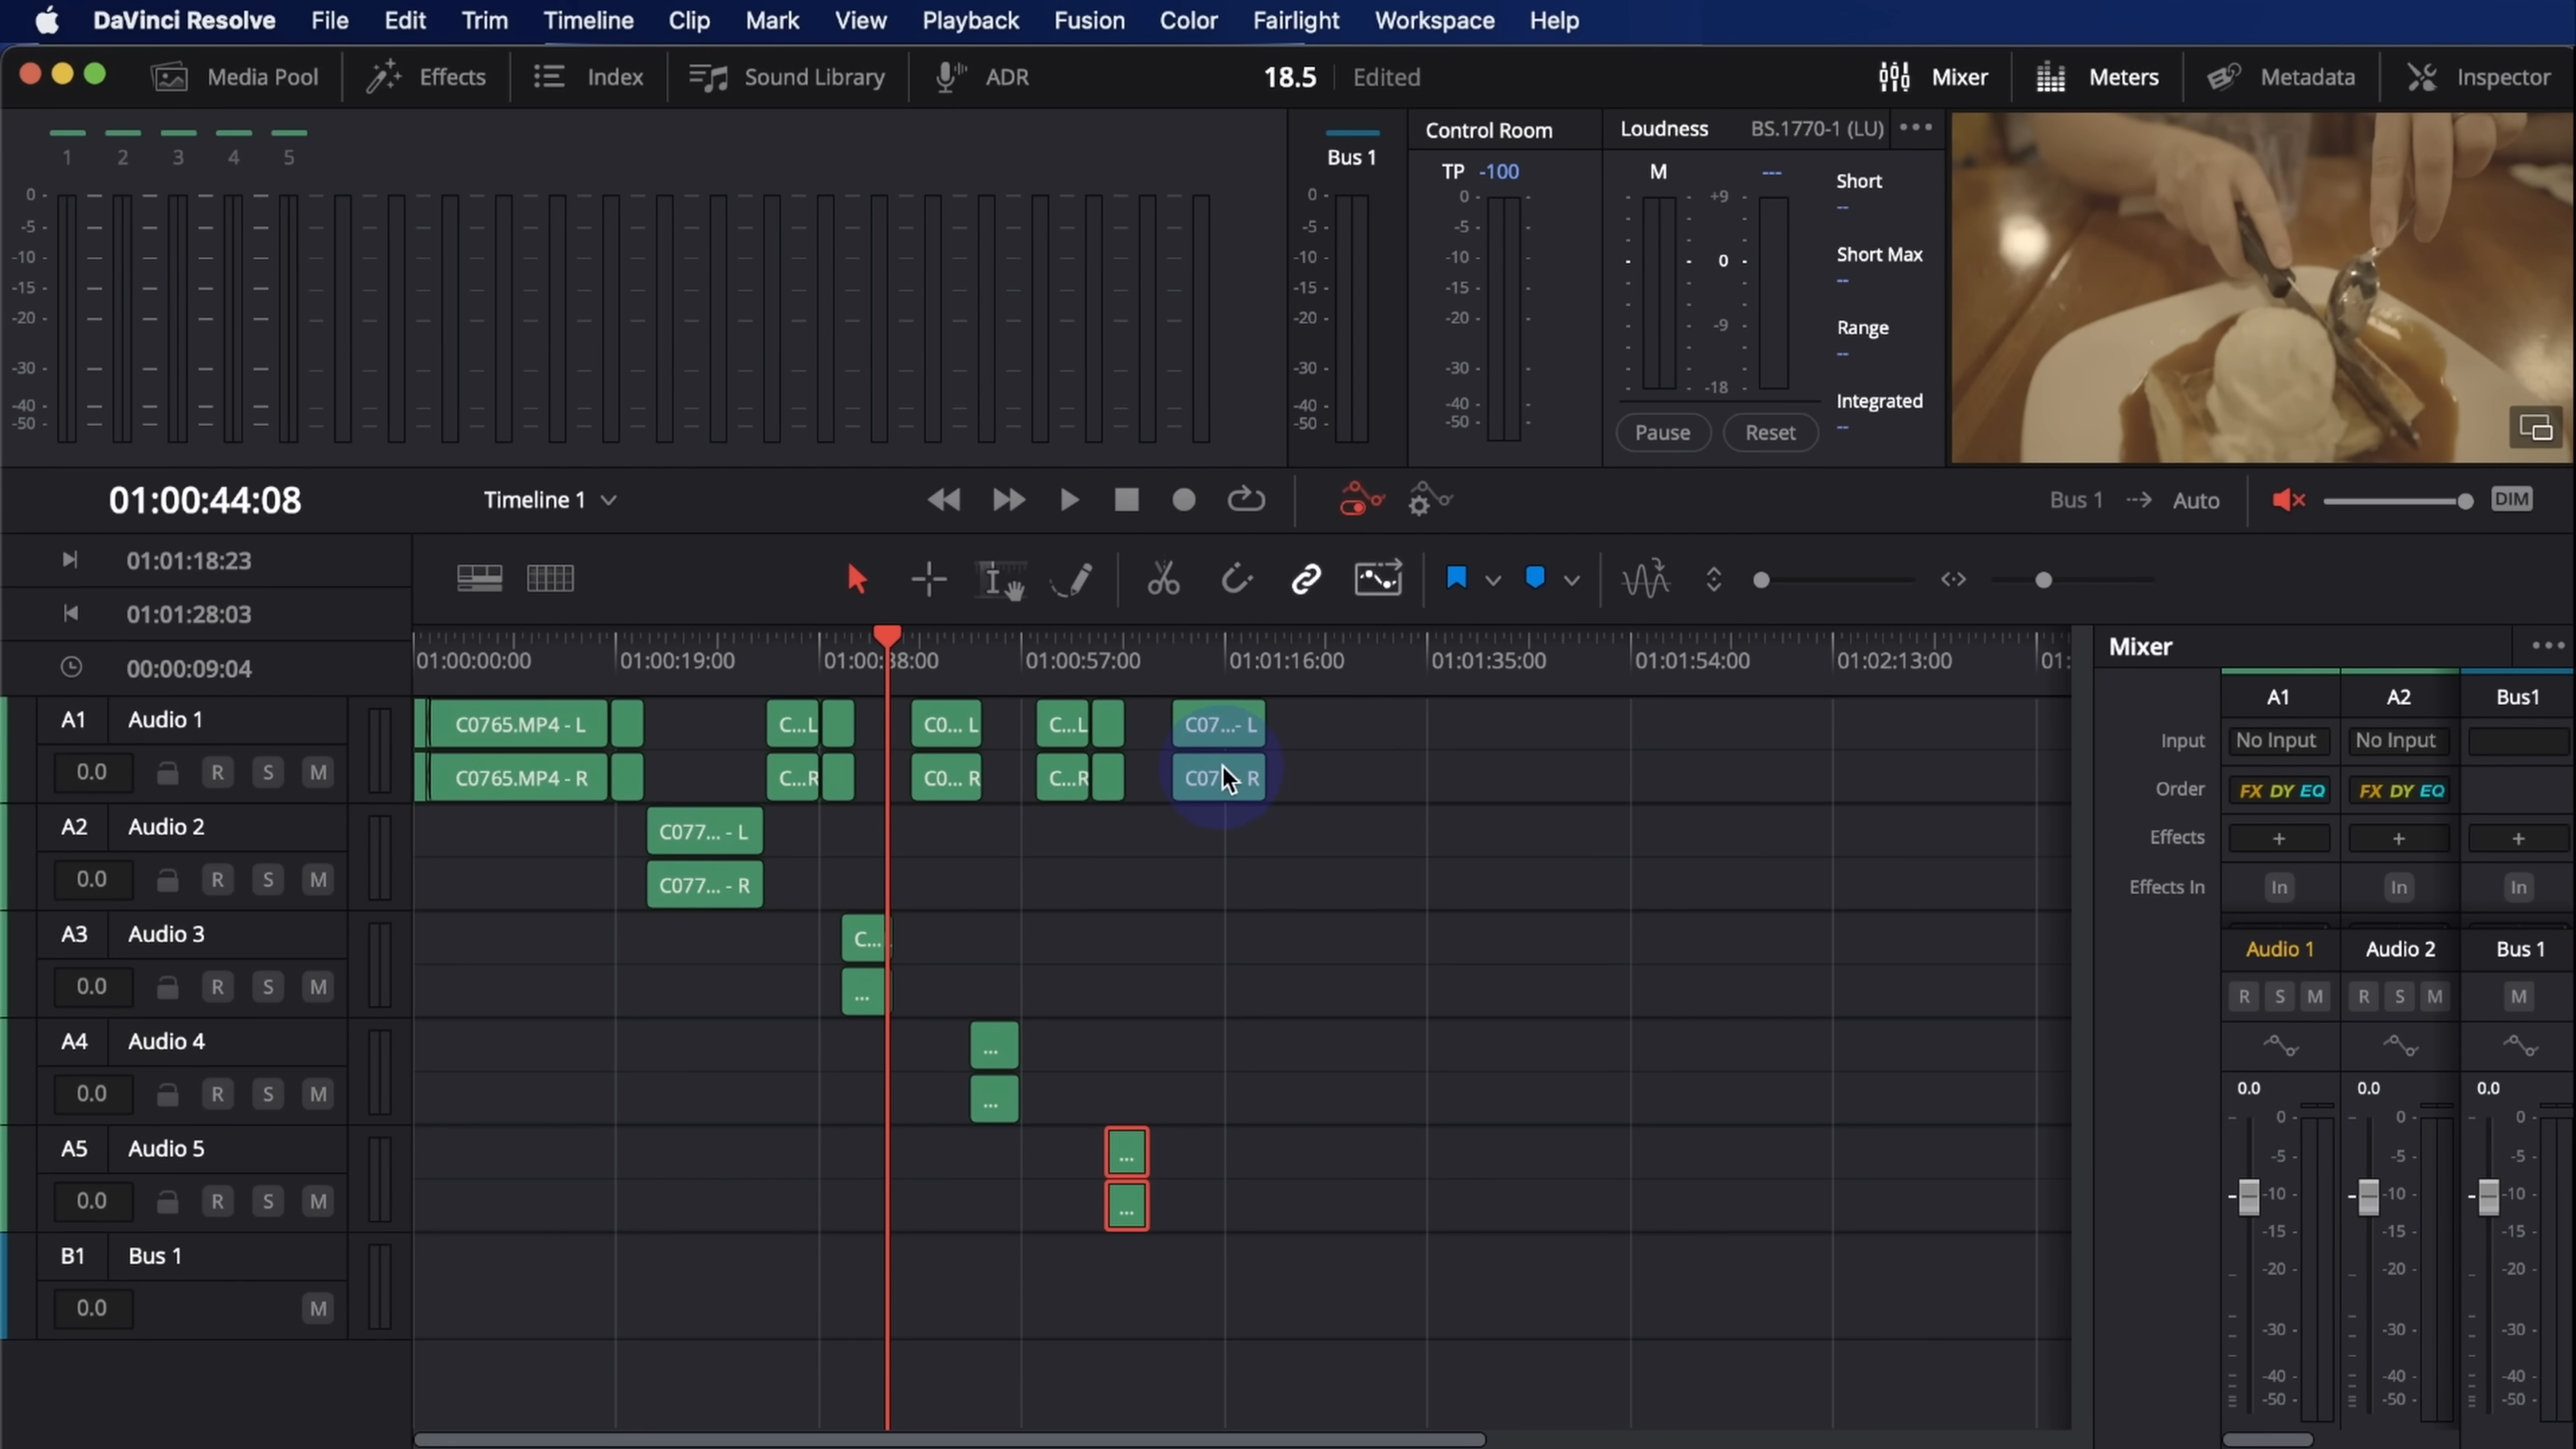 DaVinci Resolve File Edit Trim Timeline Clip Mark View Playback Fusion Color Fairlight Workspace Help
Media Pool Effects Index Sound Library ADR 18.5 Edited Mixer Meters Metadata Inspector
1 2 3 4 5
0 -
-5 -
-10 -
-15 -
-20 -
-30 -
-40 -
-50 -
Bus 1
0 -
-5 -
-10 -
-15 -
-20 -
-30 -
-40 -
-50 -
Control Room
TP -100
0 -
-5 -
-10 -
-15 -
-20 -
-30 -
-40 -
-50 -
Loudness BS.1770-1 (LU) •••
M ---
+9
0
-9
-18
Pause Reset
Short
--
Short Max
--
Range
--
Integrated
--
01:00:44:08 Timeline 1 Bus 1 Auto DIM
01:01:18:23
01:01:28:03
00:00:09:04
01:00:00:00 01:00:19:00 01:00:38:00 01:00:57:00 01:01:16:00 01:01:35:00 01:01:54:00 01:02:13:00 01:
A1 Audio 1
0.0 R S M
C0765.MP4 - L C...L C0... L C...L C07...- L
C0765.MP4 - R C...R C0... R C...R C07 R
A2 Audio 2
0.0 R S M
C077... - L
C077... - R
A3 Audio 3
0.0 R S M
C...
...
A4 Audio 4
0.0 R S M
...
...
A5 Audio 5
0.0 R S M
...
...
B1 Bus 1
0.0 M
Mixer •••
A1 A2 Bus1
Input No Input No Input
Order FX DY EQ FX DY EQ
Effects + + +
Effects In In In In
Audio 1 Audio 2 Bus 1
R S M R S M M
0.0 0.0 0.0
0 - 0 - 0 -
-5 - -5 - -5 -
-10 - -10 - -10 -
-15 - -15 - -15 -
-20 - -20 - -20 -
-30 - -30 - -30 -
-40 - -40 - -40 -
-50 - -50 - -50 -